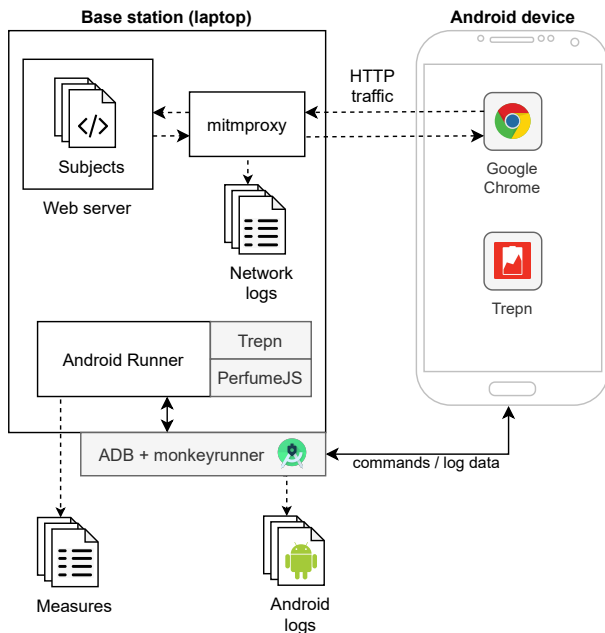 Base station (laptop)
Android device
HTTP
traffic
mitmproxy
</>
Subjects
Web server
Google
Chrome
Network
logs
Trepn
Android Runner
Trepn
PerfumeJS
ADB + monkeyrunner
commands / log data
Measures
Android
logs